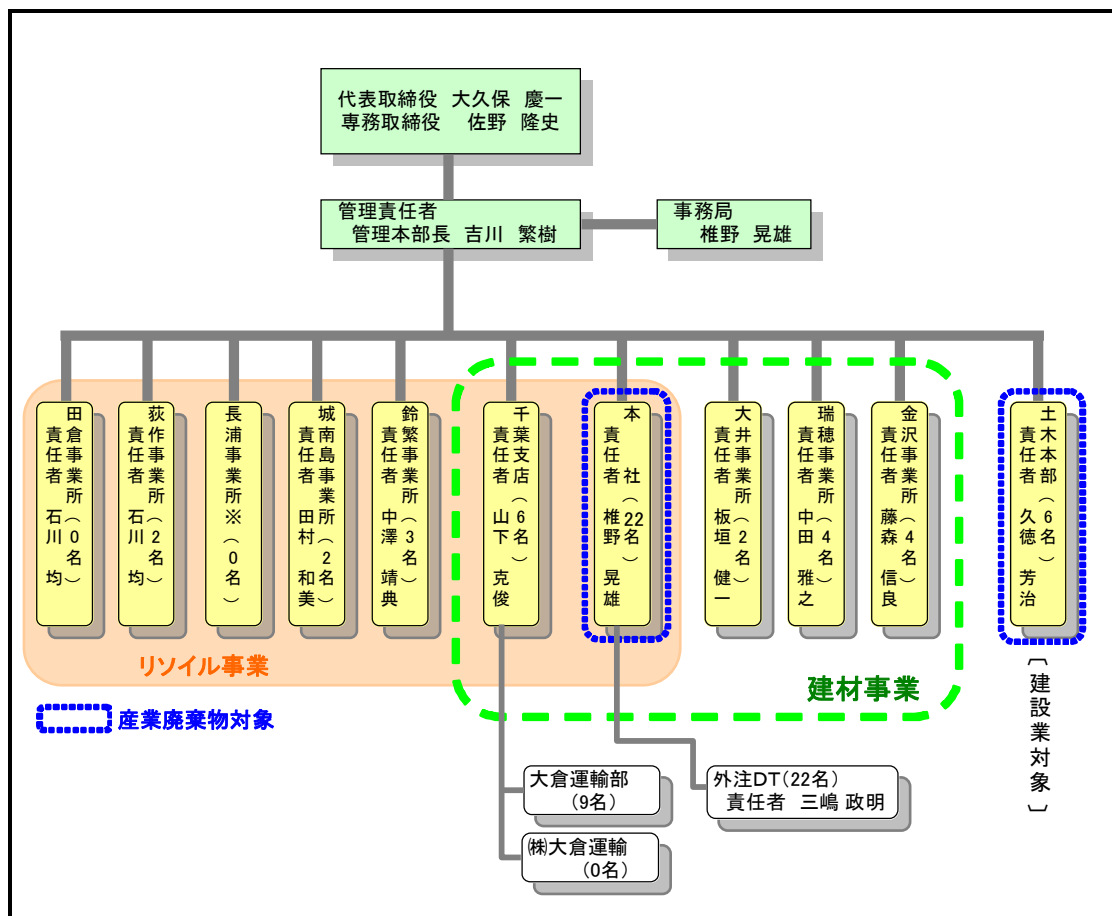 代表取締役 大久保 慶一
専務取締役 佐野 隆史
管理責任者
管理本部長 吉川 繁樹
事務局
椎野 晃雄
田倉事業所(0名)
責任者 石川 均
荻作事業所(2名)
責任者 石川 均
長浦事業所※(0名)
城南島事業所(2名)
責任者 田村 和美
鈴繁事業所(3名)
責任者 中澤 靖典
千葉支店(6名)
責任者 山下 克俊
本 社(22名)
責任者 椎野 晃雄
大井事業所(2名)
責任者 板垣 健一
瑞穂事業所(4名)
責任者 中田 雅之
金沢事業所(4名)
責任者 藤森 信良
土木本部(6名)
責任者 久徳 芳治
リソイル事業
建材事業
〔建設業対象〕
産業廃棄物対象
大倉運輸部
(9名)
㈱大倉運輸
(0名)
外注DT(22名)
責任者 三嶋 政明